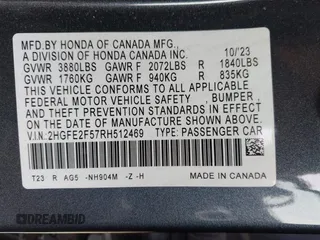 MFD.BY HONDA OF CANADA MFG.,
A DIVISION OF HONDA CANADA INC. 10/'23
GVWR 3880LBS GAWR F 2072LBS R 1840LBS
GVWR 1760KG GAWR F 940KG R 835KG
THIS VEHICLE CONFORMS TO ALL APPLICABLE
FEDERAL MOTOR VEHICLE SAFETY , BUMPER ,
AND THEFT PREVENTION STANDARDS IN EFFECT
ON THE DATE OF MANUFACTURE SHOWN ABOVE .
V.I.N: 2HGFE2F57RH512469 TYPE: PASSENGER CAR
T23 R AG5 -NH904M -Z -H
MADE IN CANADA
DREAMBID